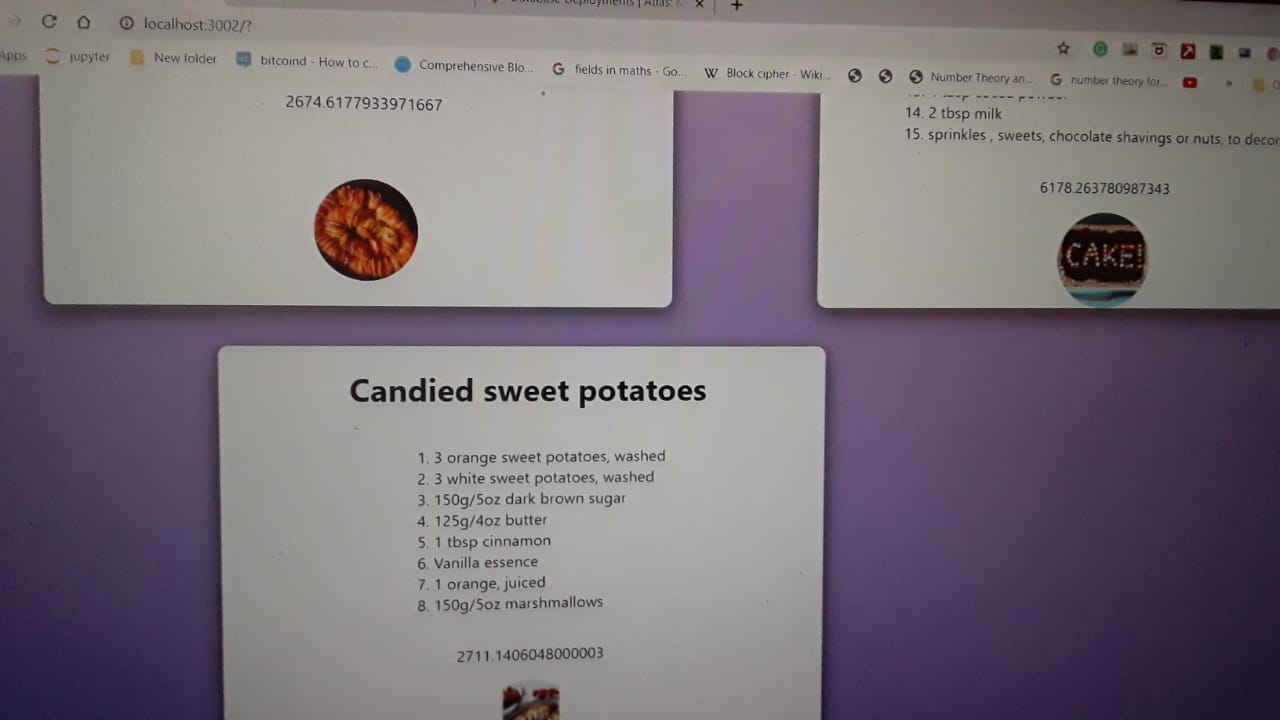 Database Deployments | Atlas:
localhost:3002/?
Apps jupyter New folder bitcoind - How to c... Comprehensive Blo... fields in maths - Go... Block cipher - Wiki... Number Theory an... number theory for...
2674.6177933971667
14. 2 tbsp milk
15. sprinkles , sweets, chocolate shavings or nuts, to decor
6178.263780987343
CAKE!
Candied sweet potatoes
1. 3 orange sweet potatoes, washed
2. 3 white sweet potatoes, washed
3. 150g/5oz dark brown sugar
4. 125g/4oz butter
5. 1 tbsp cinnamon
6. Vanilla essence
7. 1 orange, juiced
8. 150g/5oz marshmallows
2711.1406048000003